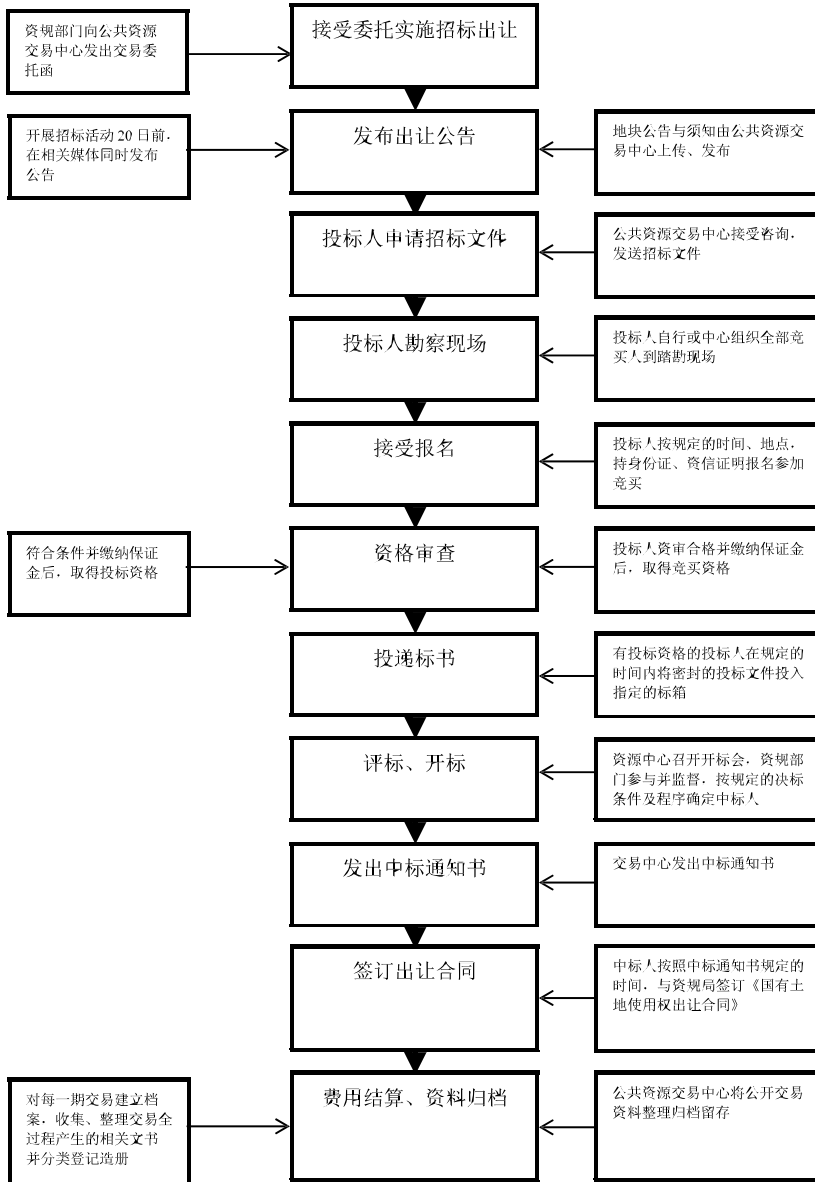 资规部门向公共资源
交易中心发出交易委
托函
接受委托实施招标出让
开展招标活动 20 日前，
在相关媒体同时发布
公告
发布出让公告
地块公告与须知由公共资源交
易中心上传、发布
投标人申请招标文件
公共资源交易中心接受咨询，
发送招标文件
投标人勘察现场
投标人自行或中心组织全部竞
买人到踏勘现场
接受报名
投标人按规定的时间、地点，
持身份证、资信证明报名参加
竞买
符合条件并缴纳保证
金后，取得投标资格
资格审查
投标人资审合格并缴纳保证金
后，取得竞买资格
投递标书
有投标资格的投标人在规定的
时间内将密封的投标文件投入
指定的标箱
评标、开标
资源中心召开开标会，资规部
门参与并监督，按规定的决标
条件及程序确定中标人
发出中标通知书
交易中心发出中标通知书
签订出让合同
中标人按照中标通知书规定的
时间，与资规局签订《国有土
地使用权出让合同》
对每一期交易建立档
案，收集、整理交易全
过程产生的相关文书
并分类登记造册
费用结算、资料归档
公共资源交易中心将公开交易
资料整理归档留存